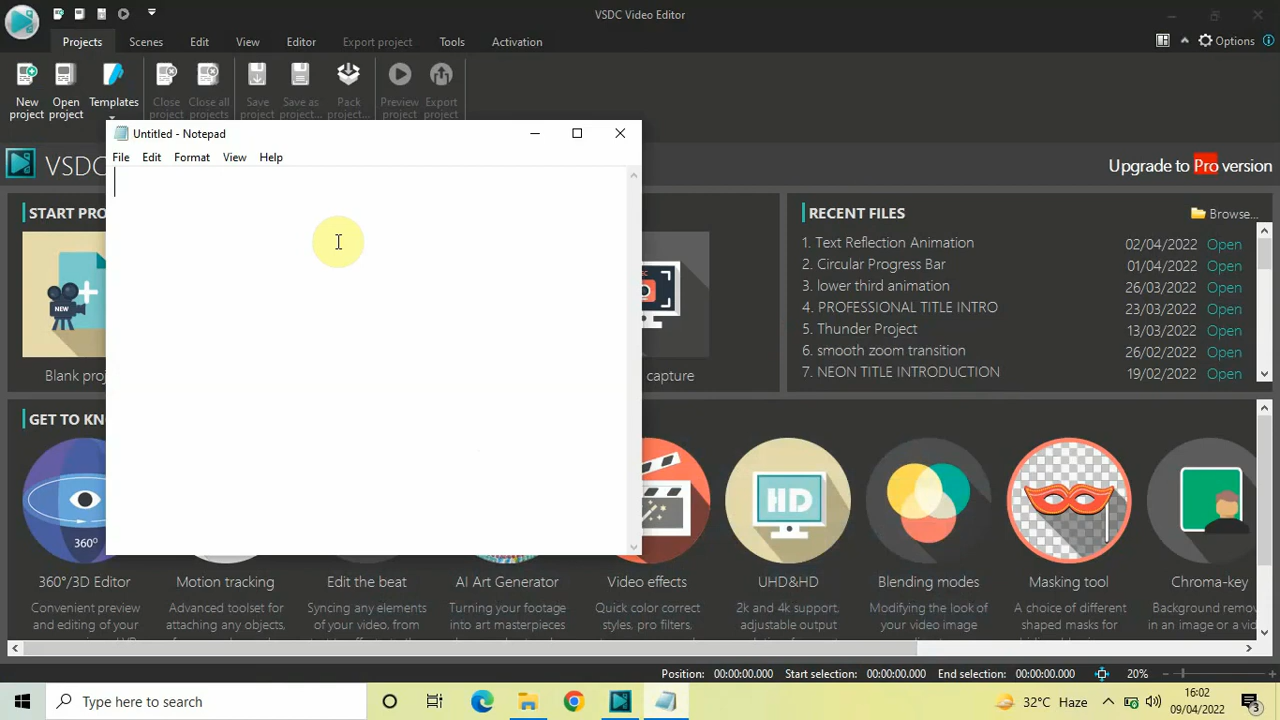 VSDC Video Editor
Projects Scenes Edit View Editor Export project Tools Activation Options
New project
Open project
Templates
Close project
Close all projects
Save project
Save as project...
Pack project...
Preview project
Export project
Untitled - Notepad
File Edit Format View Help
VSDC
Upgrade to Pro version
START PRO
Blank proj
capture
RECENT FILES Browse...
1. Text Reflection Animation 02/04/2022 Open
2. Circular Progress Bar 01/04/2022 Open
3. lower third animation 26/03/2022 Open
4. PROFESSIONAL TITLE INTRO 23/03/2022 Open
5. Thunder Project 13/03/2022 Open
6. smooth zoom transition 26/02/2022 Open
7. NEON TITLE INTRODUCTION 19/02/2022 Open
NEW
GET TO KN
360°
HD
360°/3D Editor
Convenient preview
and editing of your
Motion tracking
Advanced toolset for
attaching any objects,
Edit the beat
Syncing any elements
of your video, from
AI Art Generator
Turning your footage
into art masterpieces
Video effects
Quick color correct
styles, pro filters,
UHD&HD
2k and 4k support,
adjustable output
Blending modes
Modifying the look of
your video image
Masking tool
A choice of different
shaped masks for
Chroma-key
Background remov
in an image or a vid
Position: 00:00:00.000 Start selection: 00:00:00.000 End selection: 00:00:00.000 20%
Type here to search
32°C Haze
16:02
09/04/2022
3